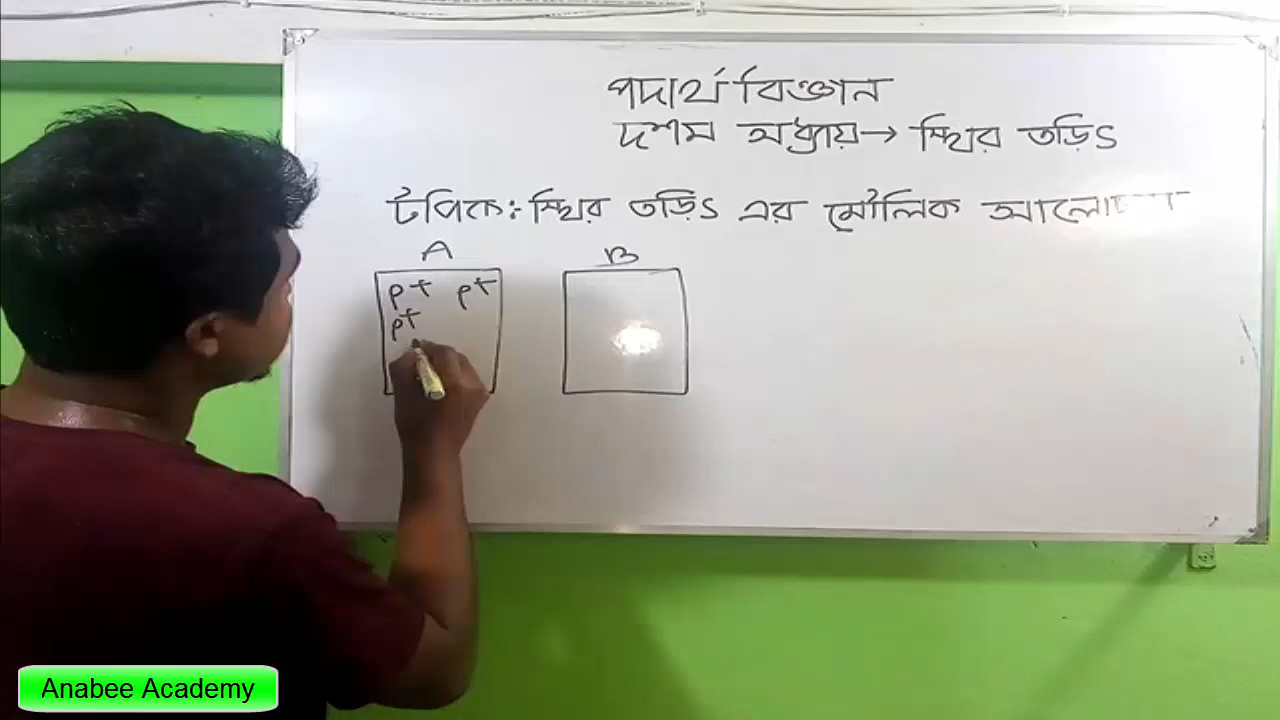 পদার্থ বিজ্ঞান
দশম অধ্যায় → স্থির তড়িৎ
টপিক: স্থির তড়িৎ এর মৌলিক আলোচনা
A B
p+ p+
p+
Anabee Academy